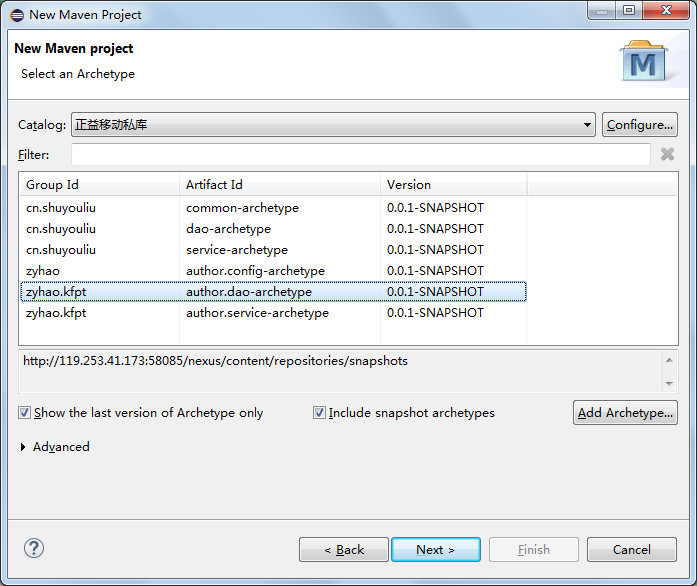 New Maven Project
New Maven project
Select an Archetype
M
Catalog: 正益移动私库 Configure...
Filter:
Group Id Artifact Id Version
cn.shuyouliu common-archetype 0.0.1-SNAPSHOT
cn.shuyouliu dao-archetype 0.0.1-SNAPSHOT
cn.shuyouliu service-archetype 0.0.1-SNAPSHOT
zyhao author.config-archetype 0.0.1-SNAPSHOT
zyhao.kfpt author.dao-archetype 0.0.1-SNAPSHOT
zyhao.kfpt author.service-archetype 0.0.1-SNAPSHOT
http://119.253.41.173:58085/nexus/content/repositories/snapshots
Show the last version of Archetype only Include snapshot archetypes Add Archetype...
Advanced
? < Back Next > Finish Cancel